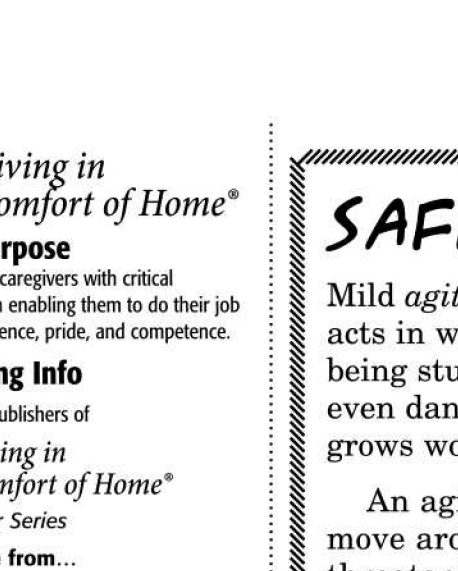 iving in
omfort of Home®
rpose
caregivers with critical
n enabling them to do their job
ence, pride, and competence.
ng Info
ublishers of
ing in
nfort of Home®
r Series
e from…
SAF
Mild agit
acts in w
being stu
even dan
grows wo
An agi
move aro